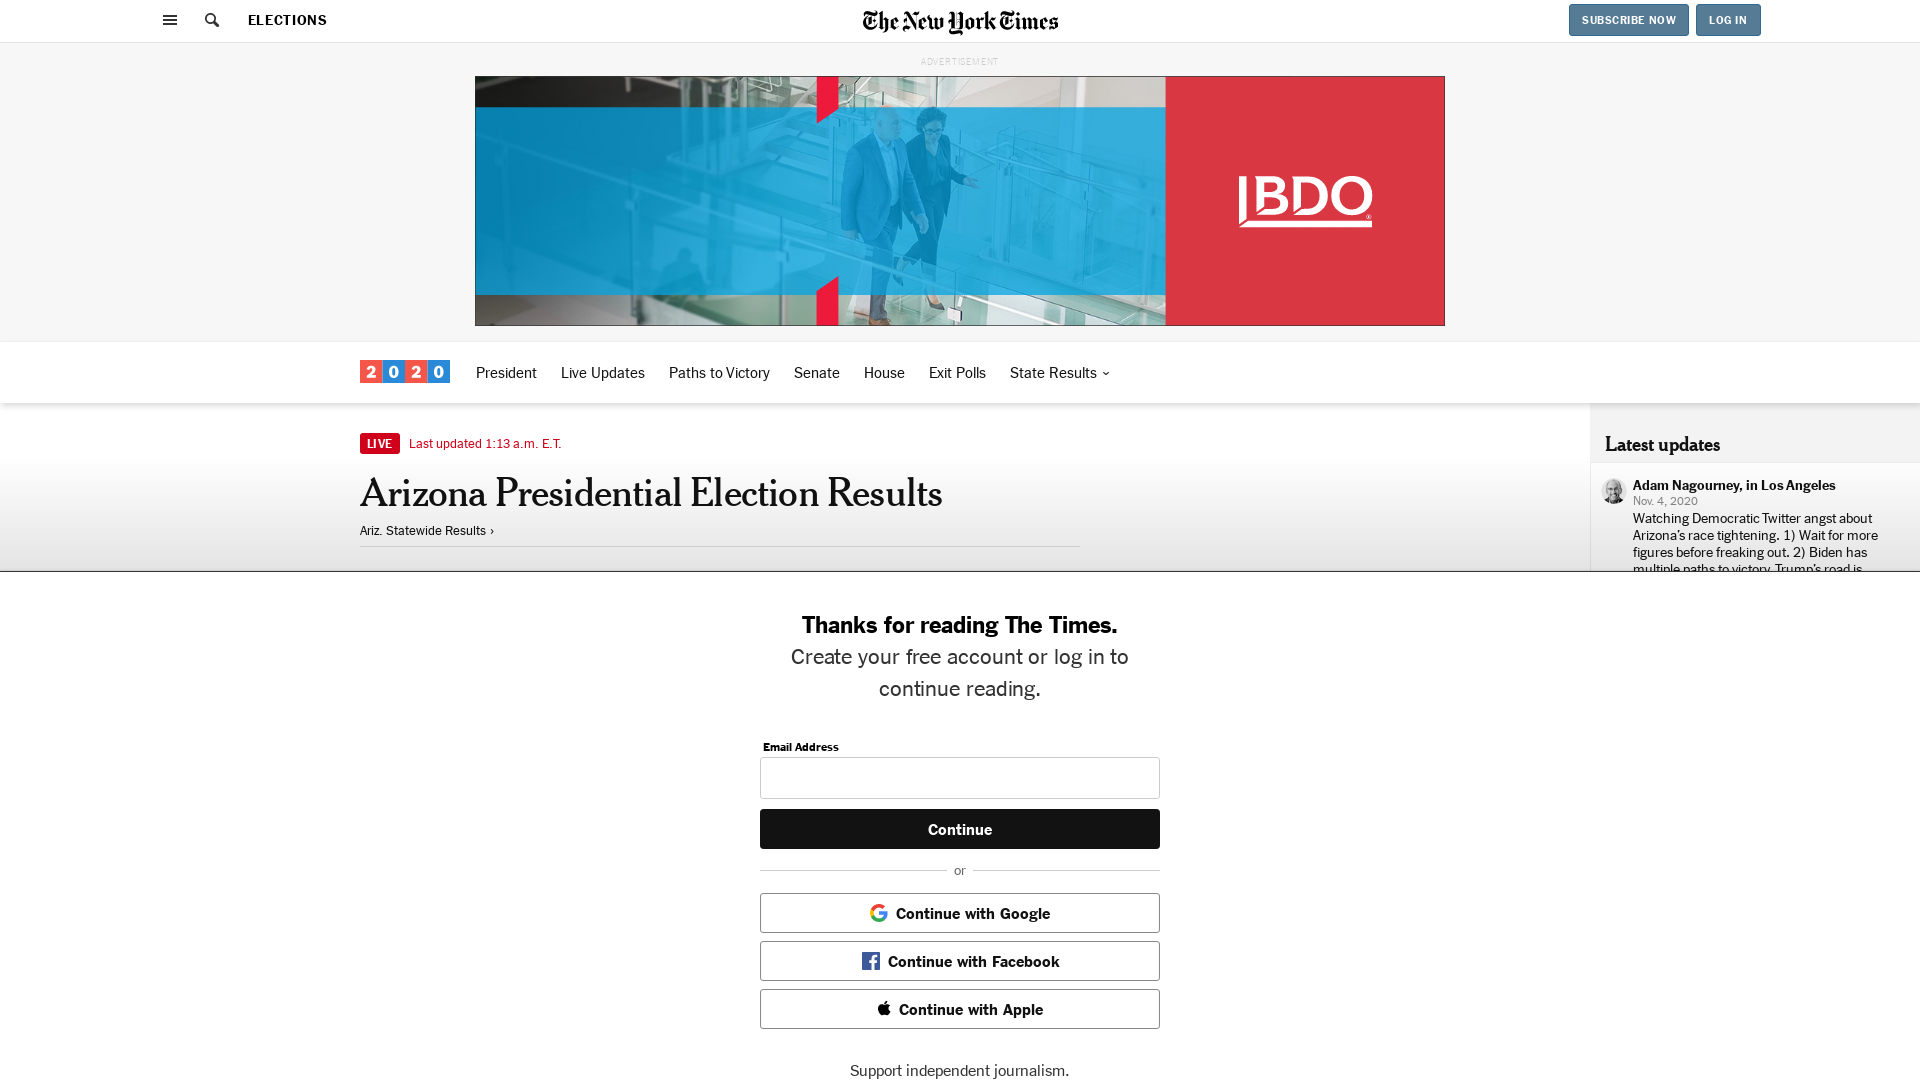 ELECTIONS
The New York Times
SUBSCRIBE NOW
LOG IN
ADVERTISEMENT
BDO
2020
President
Live Updates
Paths to Victory
Senate
House
Exit Polls
State Results
LIVE
Last updated 1:13 a.m. E.T.
Arizona Presidential Election Results
Ariz. Statewide Results ›
Latest updates
Adam Nagourney, in Los Angeles
Nov. 4, 2020
Watching Democratic Twitter angst about
Arizona's race tightening. 1) Wait for more
figures before freaking out. 2) Biden has
multiple paths to victory. Trump's road is
Thanks for reading The Times.
Create your free account or log in to
continue reading.
Email Address
Continue
or
Continue with Google
Continue with Facebook
Continue with Apple
Support independent journalism.